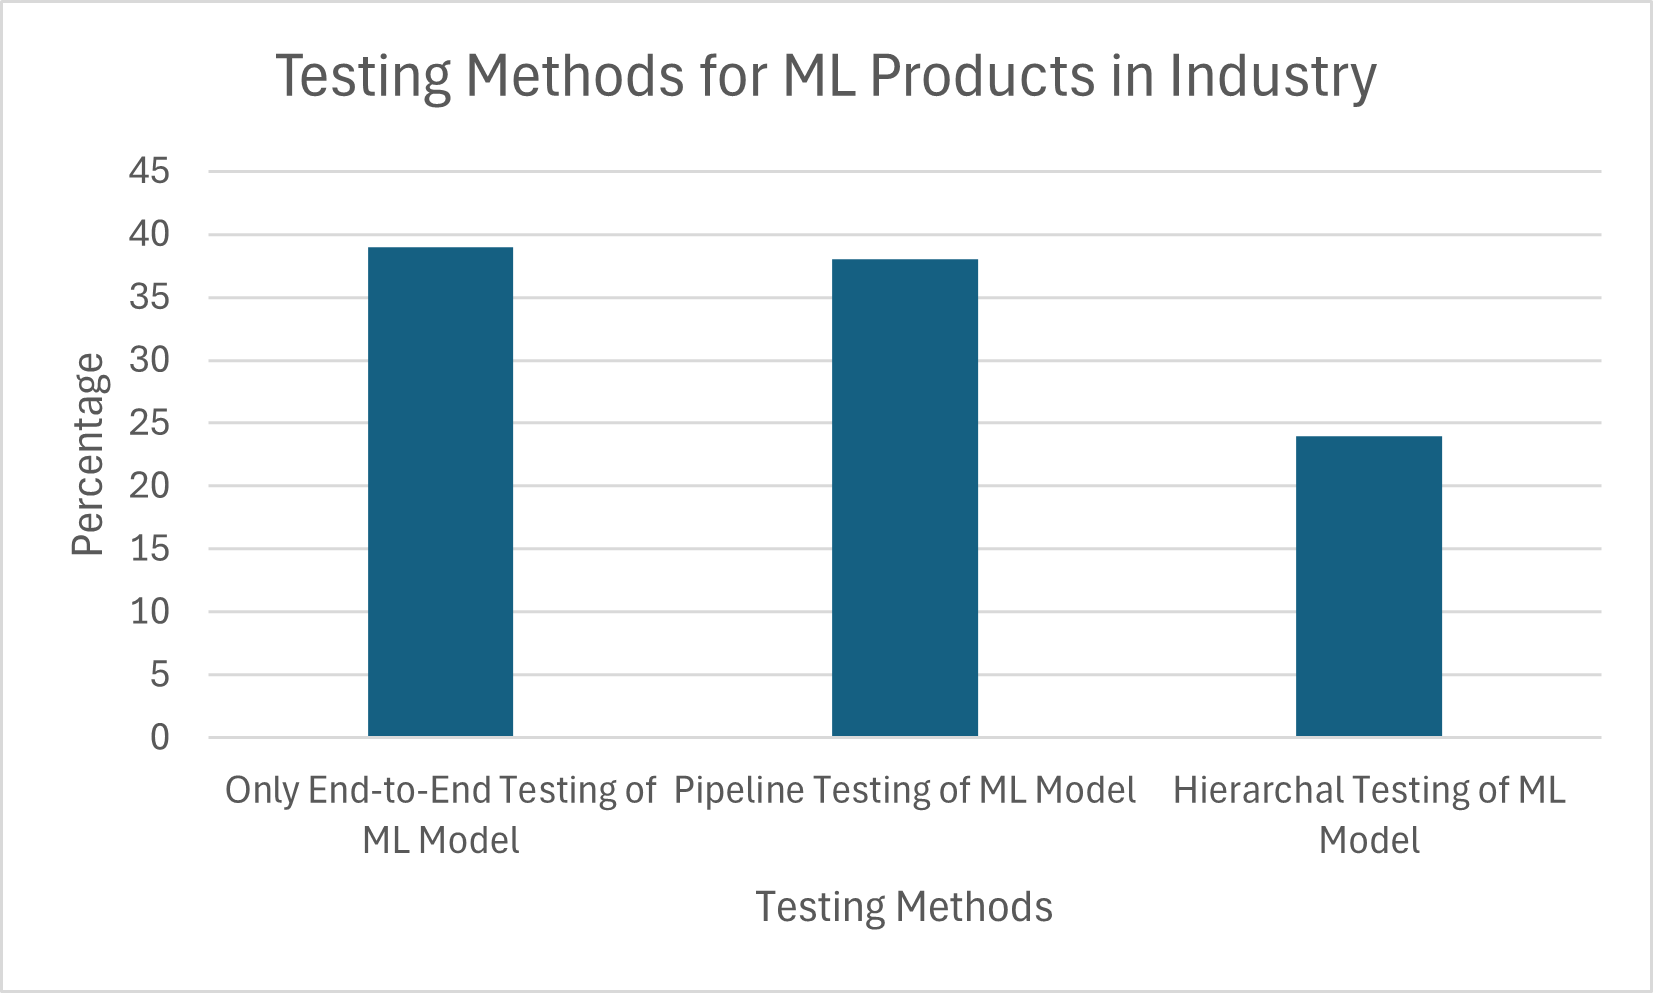 Testing Methods for ML Products in Industry
45
40
35
30
25
20
15
10
5
0
Percentage
Only End-to-End Testing of
ML Model
Pipeline Testing of ML Model
Hierarchal Testing of ML
Model
Testing Methods